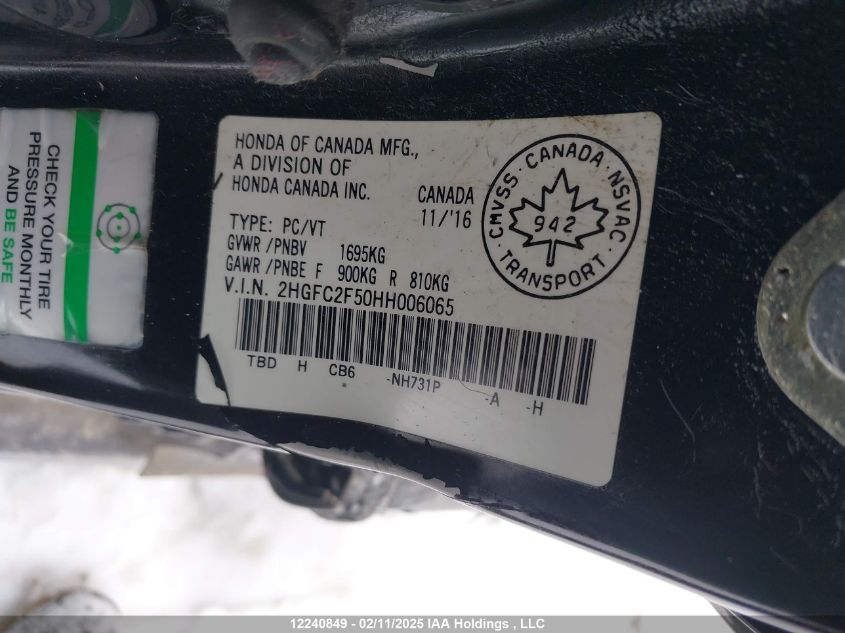 CHECK YOUR TIRE
PRESSURE MONTHLY
AND BE SAFE
HONDA OF CANADA MFG.,
A DIVISION OF
HONDA CANADA INC.
CANADA
11/'16
TYPE: PC/VT
GVWR /PNBV 1695KG
GAWR /PNBE F 900KG R 810KG
V.I.N. 2HGFC2F50HH006065
TBD H CB6 -NH731P -A -H
CMVSS · CANADA · NSVAC
942
· TRANSPORT ·
12240849 - 02/11/2025 IAA Holdings , LLC